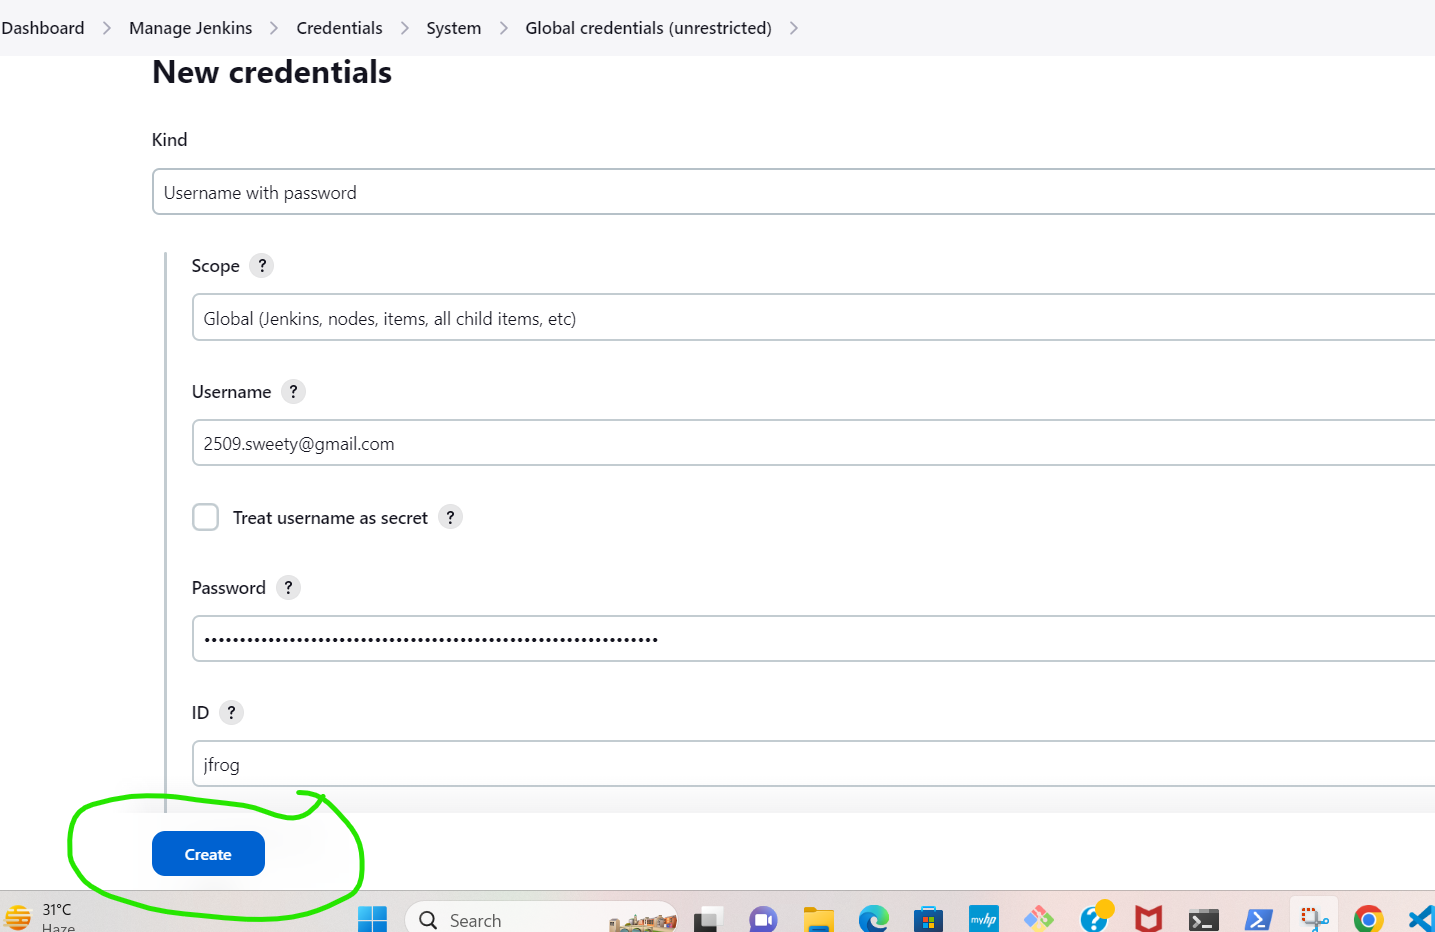 Dashboard > Manage Jenkins > Credentials > System > Global credentials (unrestricted) >
New credentials
Kind
Username with password
Scope ?
Global (Jenkins, nodes, items, all child items, etc)
Username ?
2509.sweety@gmail.com
Treat username as secret ?
Password ?
••••••••••••••••••••••••••••••••••••••••••••••••••••••••••••••••
ID ?
jfrog
Create
31°C
Haze
Search
myhp